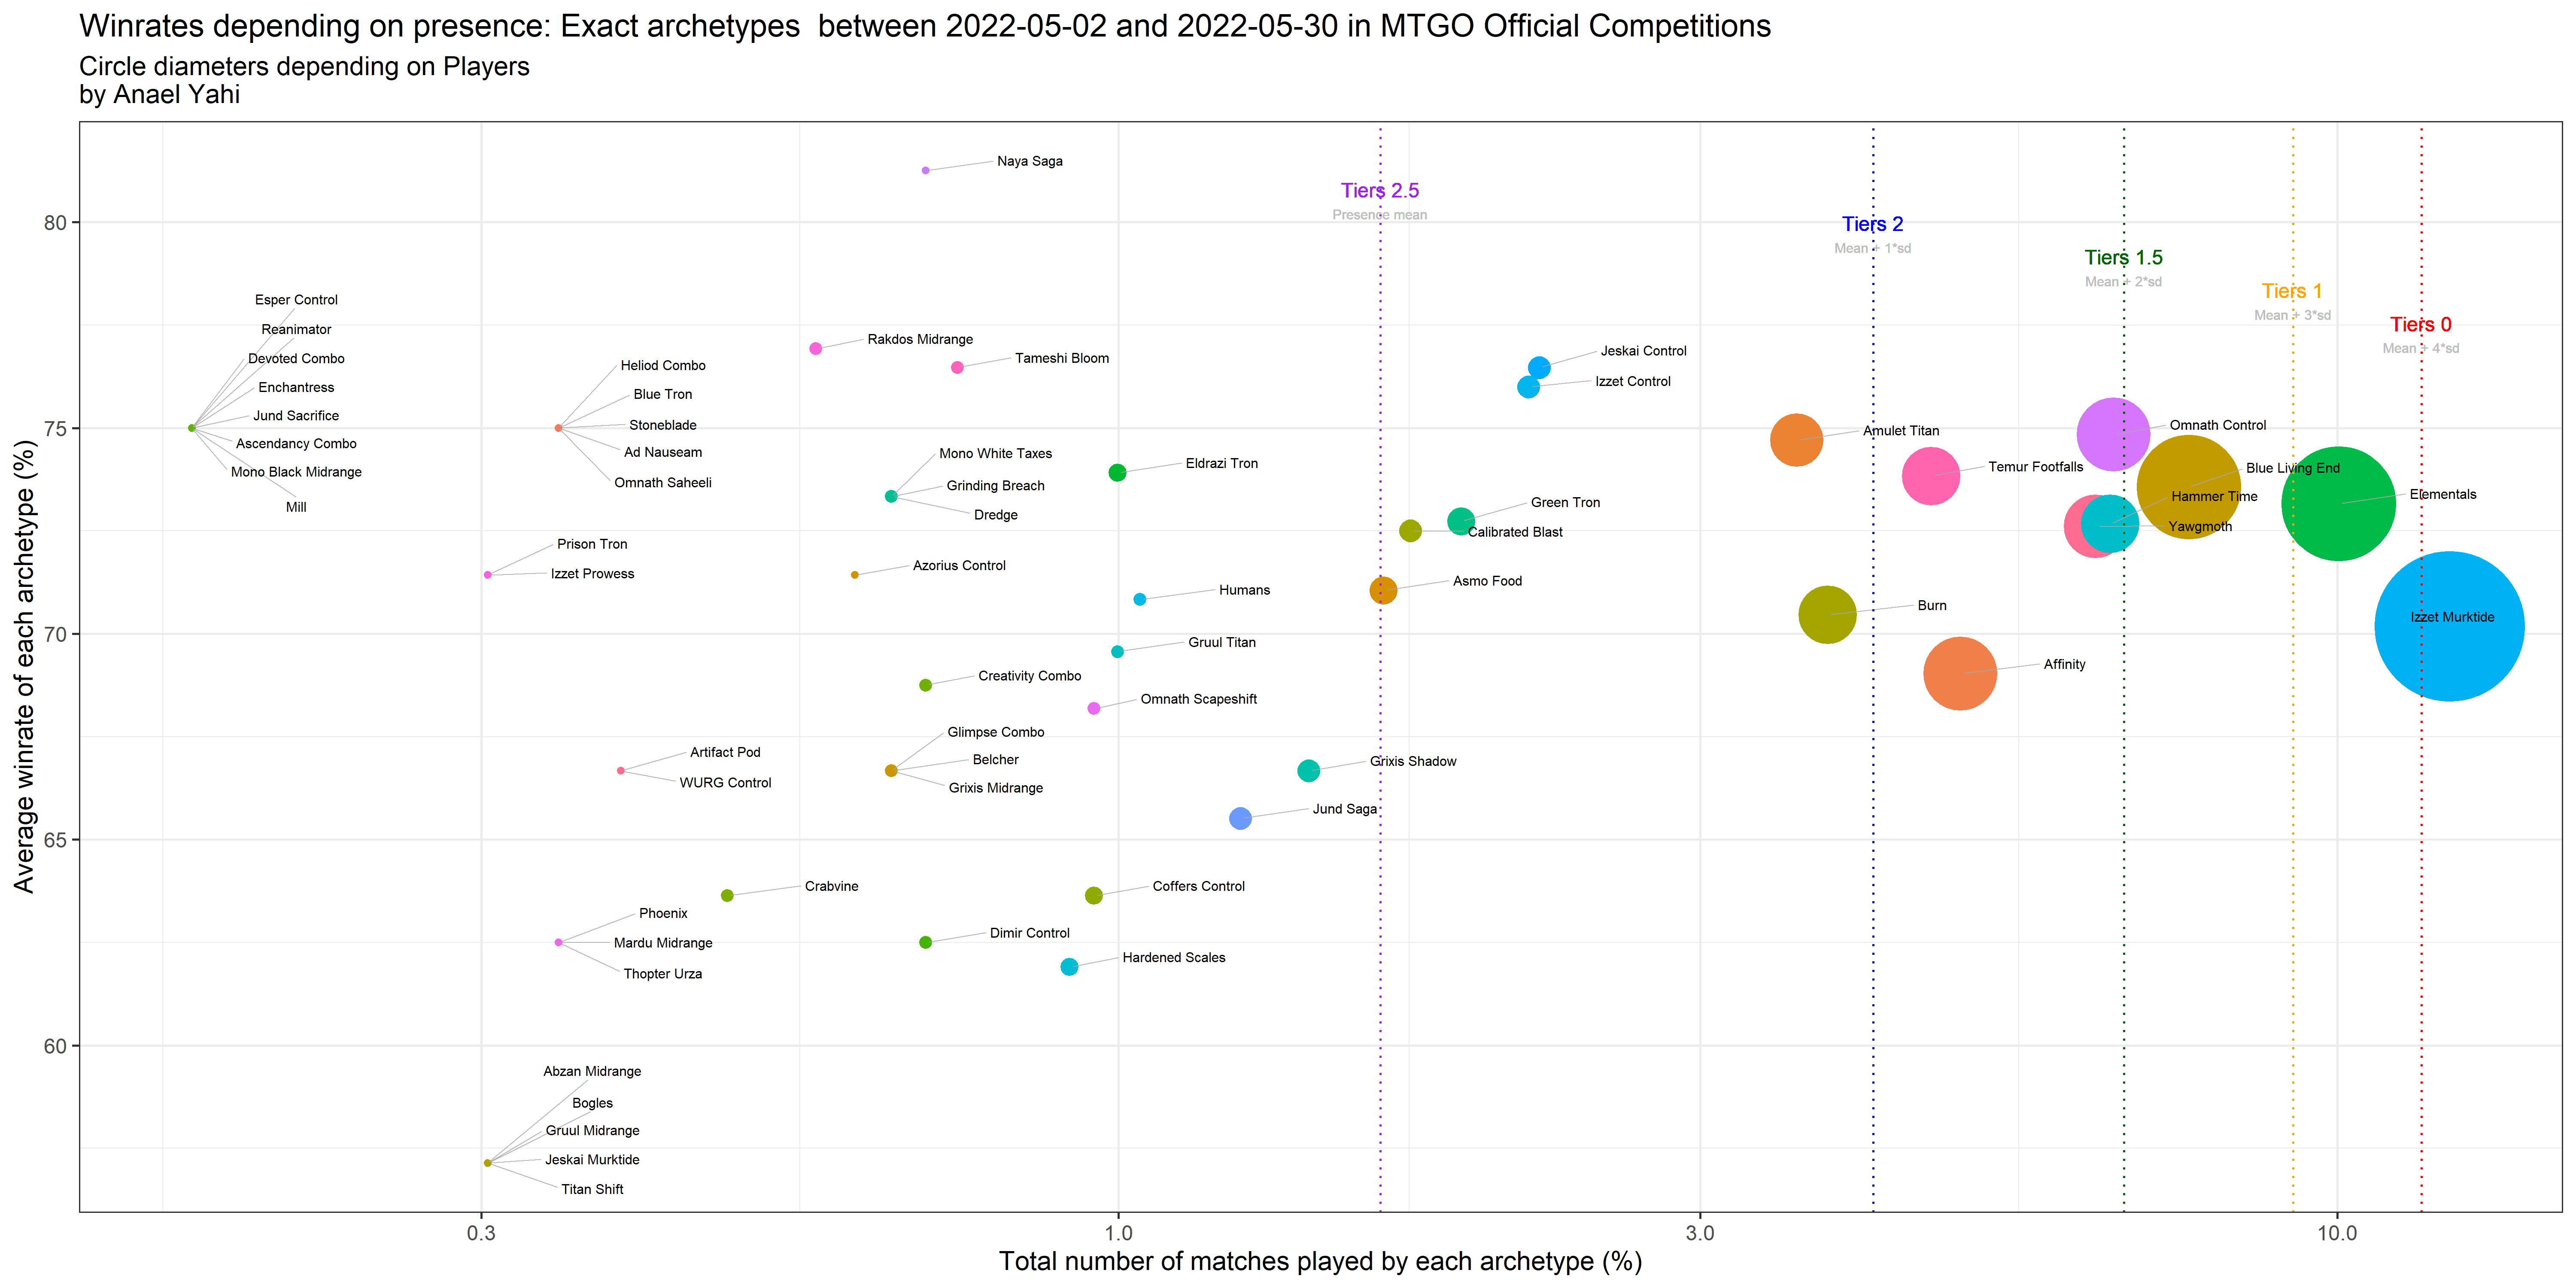 Winrates depending on presence: Exact archetypes  between 2022-05-02 and 2022-05-30 in MTGO Official Competitions
Circle diameters depending on Players
by Anael Yahi
Average winrate of each archetype (%)
80
75
70
65
60
Naya Saga
Tiers 2.5
Presence mean
Tiers 2
Mean + 1*sd
Tiers 1.5
Mean + 2*sd
Tiers 1
Mean + 3*sd
Tiers 0
Mean + 4*sd
Esper Control
Reanimator
Devoted Combo
Enchantress
Jund Sacrifice
Ascendancy Combo
Mono Black Midrange
Mill
Heliod Combo
Blue Tron
Stoneblade
Ad Nauseam
Omnath Saheeli
Rakdos Midrange
Tameshi Bloom
Jeskai Control
Izzet Control
Mono White Taxes
Grinding Breach
Dredge
Eldrazi Tron
Green Tron
Calibrated Blast
Amulet Titan
Temur Footfalls
Omnath Control
Blue Living End
Hammer Time
Yawgmoth
Elementals
Izzet Murktide
Prison Tron
Izzet Prowess
Azorius Control
Humans
Asmo Food
Burn
Affinity
Gruul Titan
Creativity Combo
Omnath Scapeshift
Artifact Pod
WURG Control
Glimpse Combo
Belcher
Grixis Midrange
Grixis Shadow
Jund Saga
Crabvine
Coffers Control
Phoenix
Mardu Midrange
Thopter Urza
Dimir Control
Hardened Scales
Abzan Midrange
Bogles
Gruul Midrange
Jeskai Murktide
Titan Shift
0.3
1.0
3.0
10.0
Total number of matches played by each archetype (%)